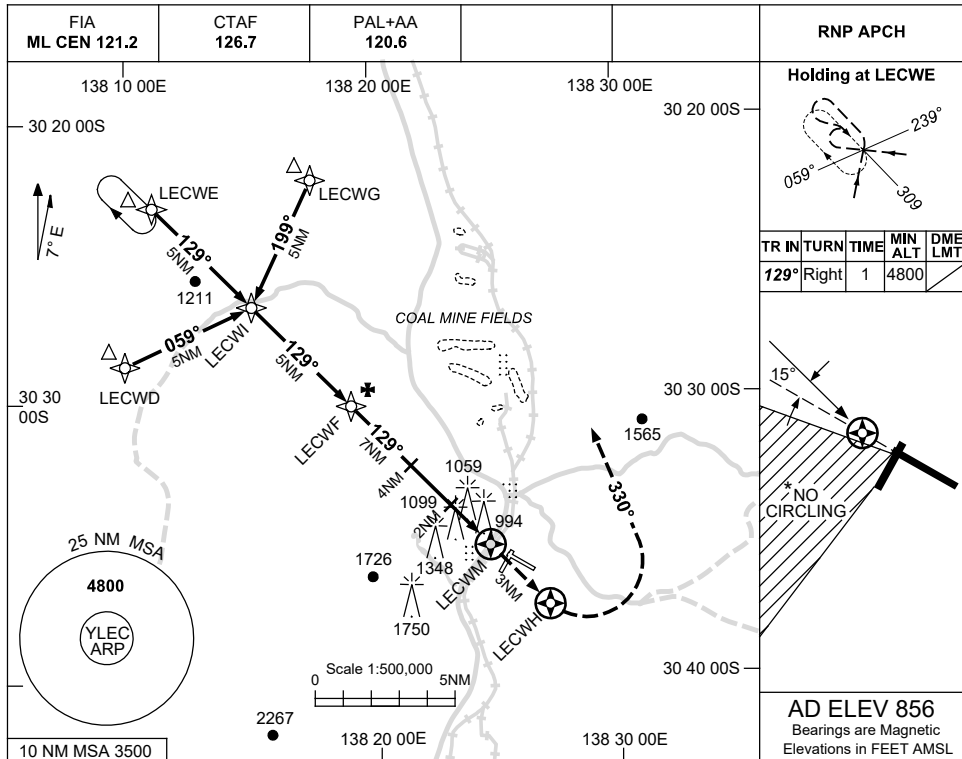 FIA
ML CEN 121.2
CTAF
126.7
PAL+AA
120.6
RNP APCH
138 10 00E
138 20 00E
138 30 00E
30 20 00S
30 20 00S
Holding at LECWE
239°
059°
309
TR IN TURN TIME MIN ALT DME LMT
129° Right 1 4800
7° E
LECWE
LECWG
129°
5NM
199°
5NM
1211
LECWI
059°
5NM
LECWD
COAL MINE FIELDS
129°
5NM
30 30
00S
30 00 00S
LECWF
129°
7NM
4NM
1565
15°
330°
1059
1099
2NM
994
*NO
CIRCLING
25 NM MSA
4800
YLEC
ARP
1726
1348
LECWM
3NM
1750
LECWH
Scale 1:500,000
0 5NM
30 40 00S
2267
138 20 00E
138 30 00E
10 NM MSA 3500
AD ELEV 856
Bearings are Magnetic
Elevations in FEET AMSL